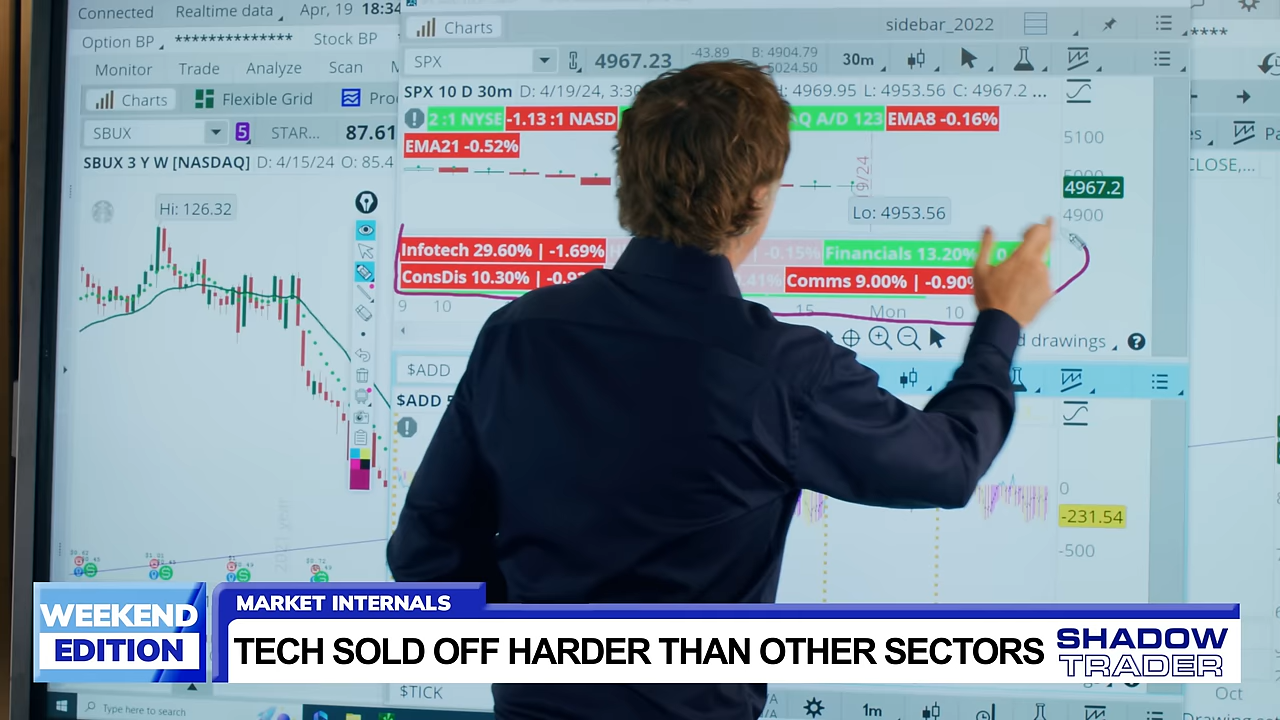 Connected Realtime data Apr, 19 18:34
Option BP ************** Stock BP
Monitor Trade Analyze Scan
Charts Flexible Grid
SBUX 5 STAR... 87.61
SBUX 3 Y W [NASDAQ] D: 4/15/24 O: 85.4
Hi: 126.32
Charts
sidebar_2022
****
SPX 4967.23 -43.89 B: 4904.79
5024.50
30m
SPX 10 D 30m D: 4/19/24, 3:30 H: 4969.95 L: 4953.56 C: 4967.2 ...
2 :1 NYSE -1.13 :1 NASD Q A/D 123 EMA8 -0.16%
EMA21 -0.52%
5100
4967.2
4900
Lo: 4953.56
Infotech 29.60% | -1.69% | -0.15% Financials 13.20%
ConsDis 10.30% | Comms 9.00% | -0.90%
9 10 15 Mon 10
drawings
CLOSE,...
$ADD
$ADD
0
-231.54
-500
WEEKEND
EDITION
MARKET INTERNALS
TECH SOLD OFF HARDER THAN OTHER SECTORS
SHADOW
TRADER
$TICK
Oct
Type here to search
1m